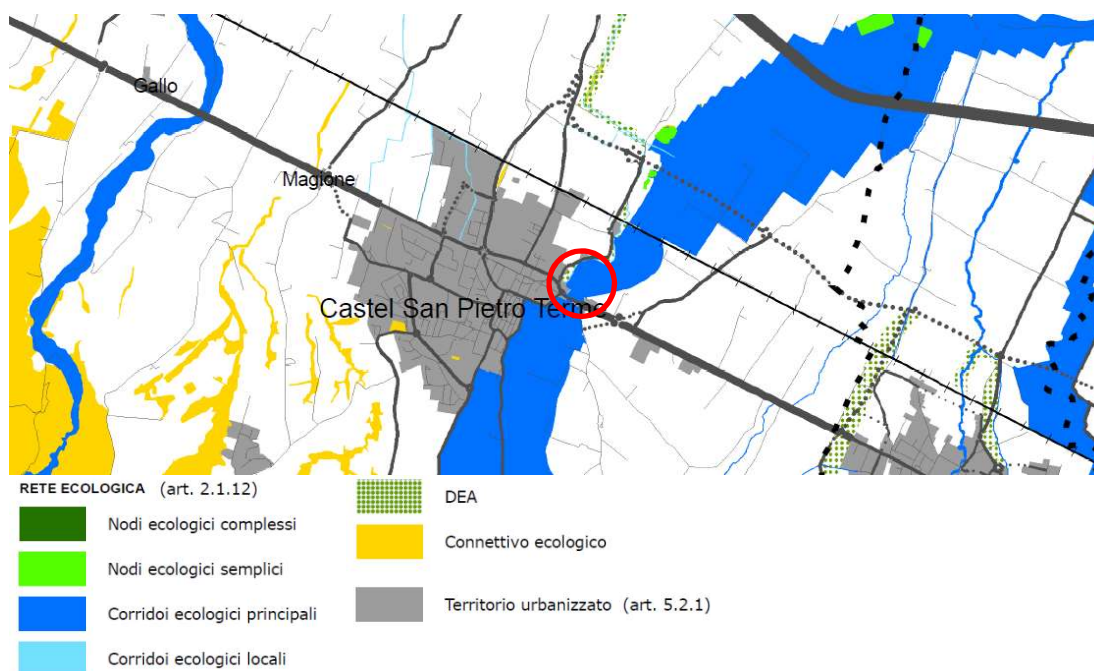 Gallo
Magione
Castel San Pietro Terme
RETE ECOLOGICA (art. 2.1.12)
Nodi ecologici complessi
Nodi ecologici semplici
Corridoi ecologici principali
Corridoi ecologici locali
DEA
Connettivo ecologico
Territorio urbanizzato (art. 5.2.1)